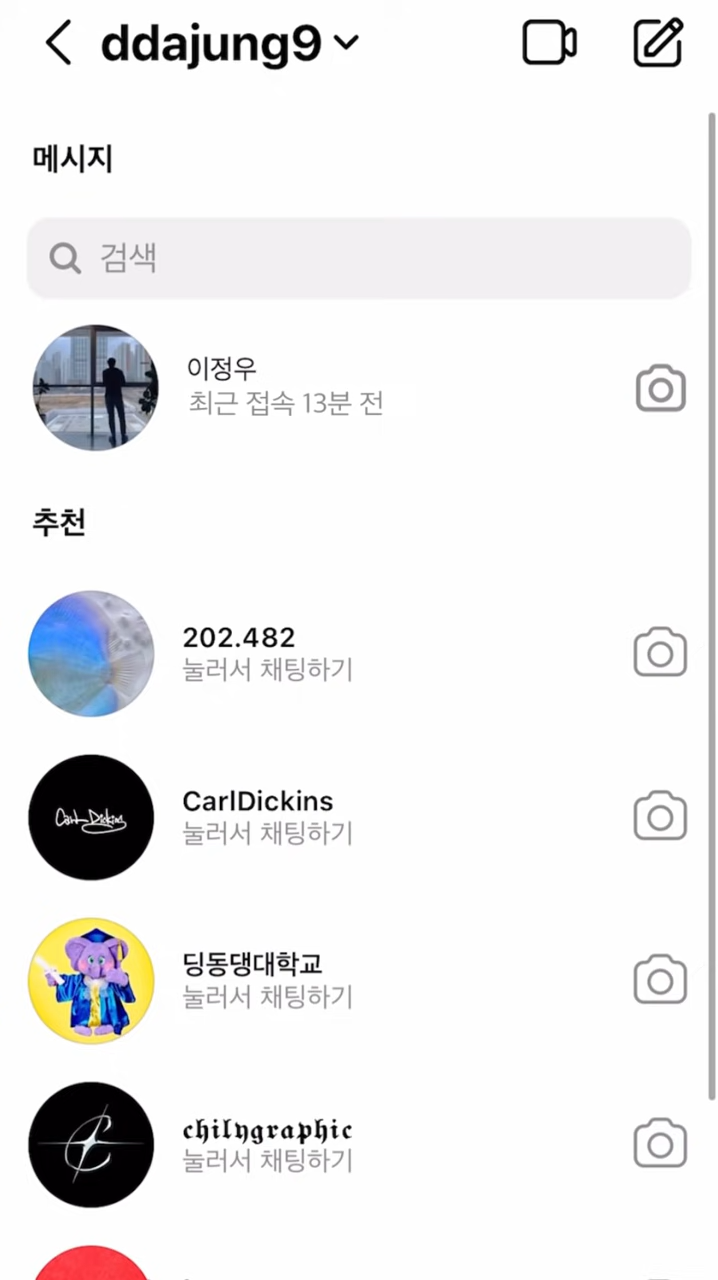 ddajung9
메시지
검색
이정우
최근 접속 13분 전
추천
202.482
눌러서 채팅하기
Carl Dickins
CarlDickins
눌러서 채팅하기
딩동댕대학교
눌러서 채팅하기
chilygraphic
눌러서 채팅하기